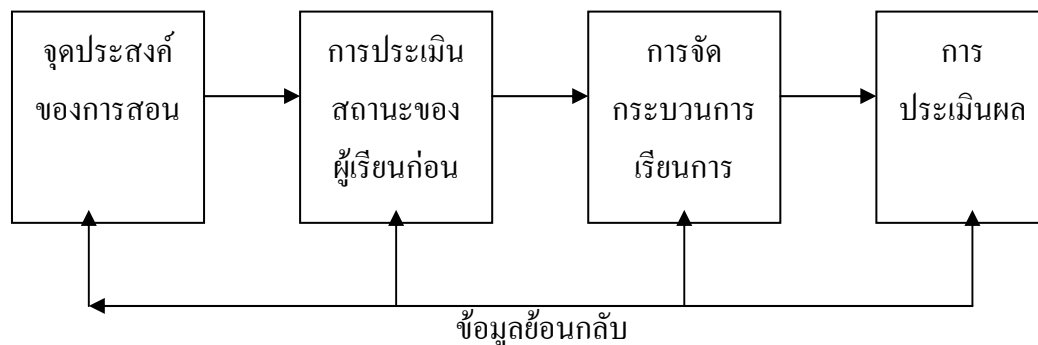 จุดประสงค์
ของการสอน
การประเมิน
สถานะของ
ผู้เรียนก่อน
การจัด
กระบวนการ
เรียนการ
การ
ประเมินผล
ข้อมูลย้อนกลับ